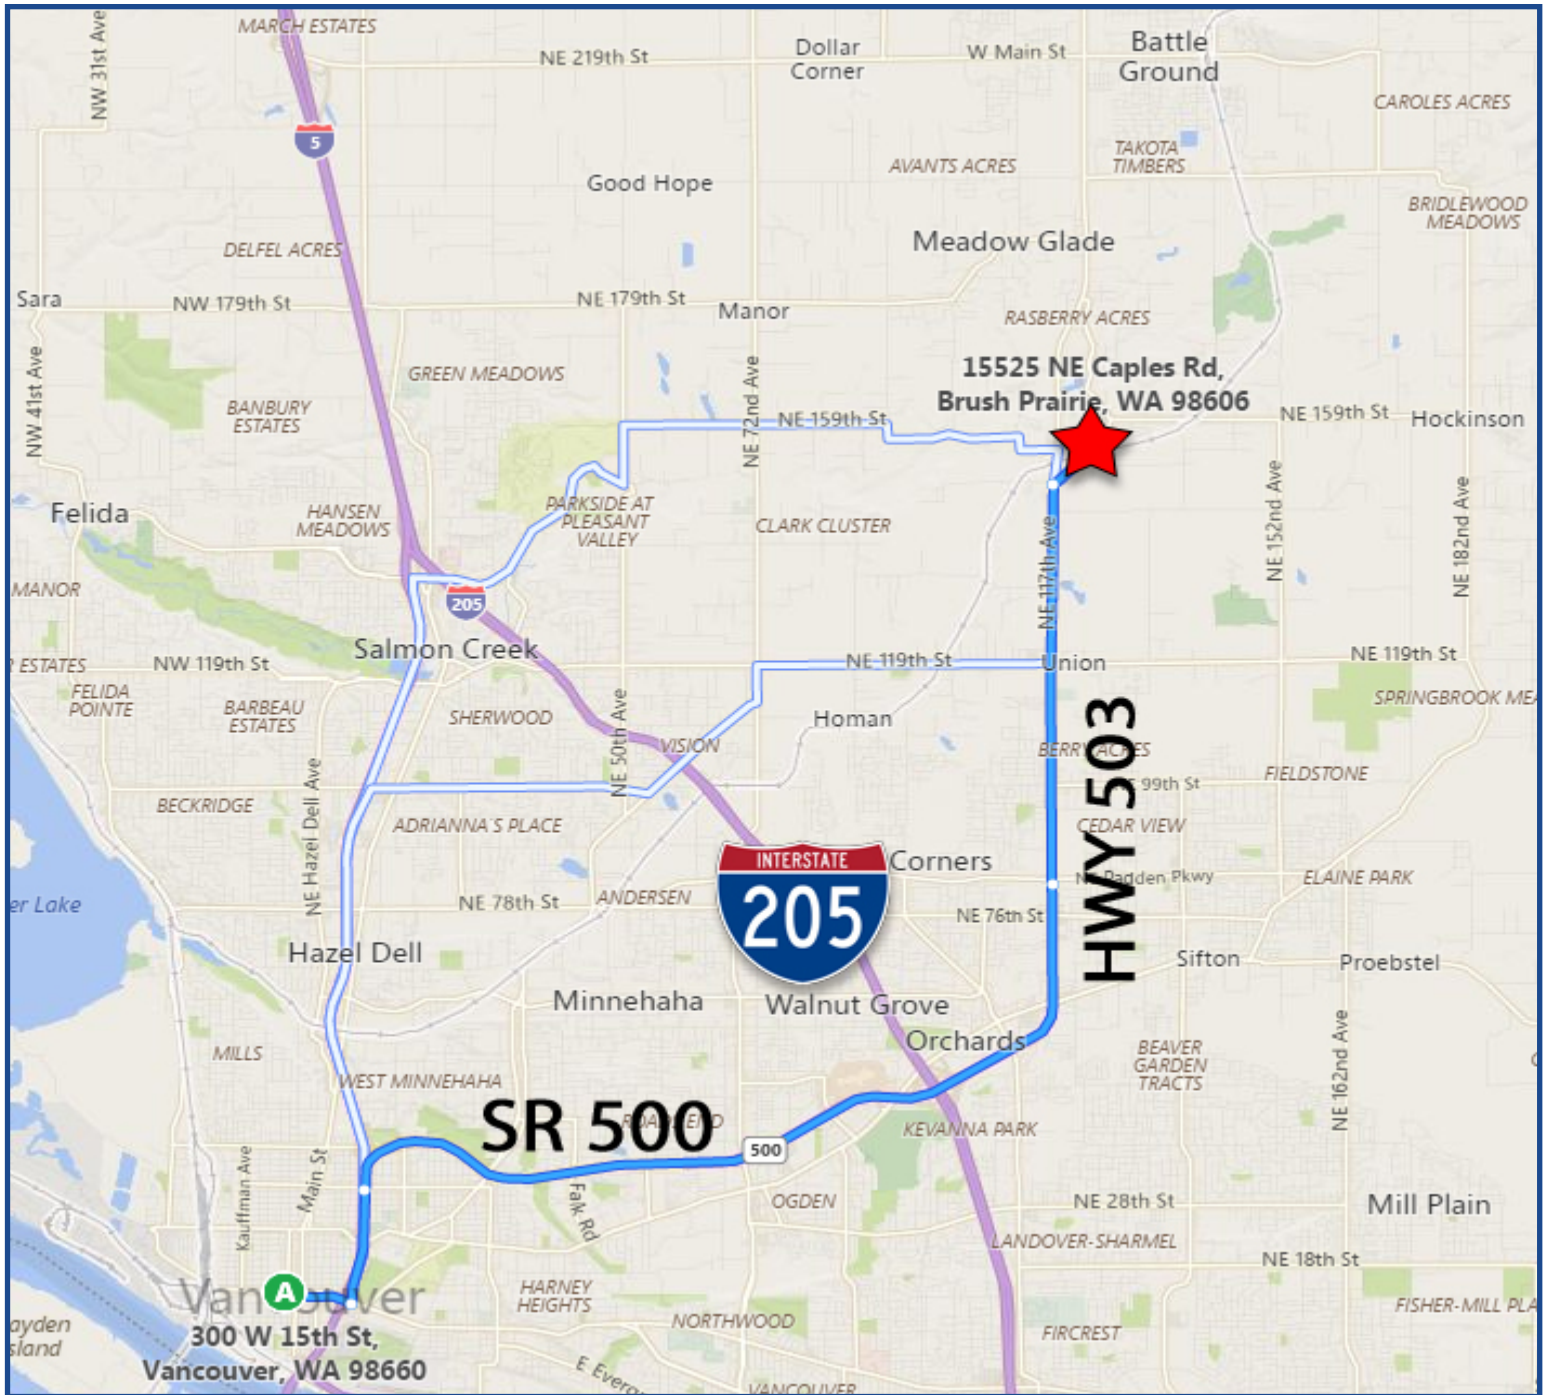 MARCH ESTATES
NW 31st Ave
NE 219th St
Dollar
Corner
W Main St
Battle
Ground
CAROLES ACRES
5
AVANTS ACRES
TAKOTA
TIMBERS
Good Hope
BRIDLEWOOD
MEADOWS
DELFEL ACRES
Meadow Glade
Sara
NW 179th St
NE 179th St
Manor
RASBERRY ACRES
NW 41st Ave
GREEN MEADOWS
15525 NE Caples Rd,
Brush Prairie, WA 98606
BANBURY
ESTATES
NE 72nd Ave
NE 159th St
NE 159th St
Hockinson
Felida
HANSEN
MEADOWS
PARKSIDE AT
PLEASANT
VALLEY
CLARK CLUSTER
NE 117th Ave
NE 152nd Ave
NE 182nd Ave
MANOR
205
Salmon Creek
ESTATES
NW 119th St
NE 119th St
Union
NE 119th St
FELIDA
POINTE
BARBEAU
ESTATES
SHERWOOD
NE 50th Ave
VISION
Homan
SPRINGBROOK MEA
HWY 503
BERRY ACRES
99th St
FIELDSTONE
BECKRIDGE
NE Hazel Dell Ave
ADRIANNA'S PLACE
CEDAR VIEW
INTERSTATE
205
Corners
Padden Pkwy
ELAINE PARK
er Lake
NE 78th St
ANDERSEN
NE 76th St
Hazel Dell
Sifton
Proebstel
Minnehaha
Walnut Grove
Orchards
NE 162nd Ave
MILLS
WEST MINNEHAHA
BEAVER
GARDEN
TRACTS
SR 500
500
KEVANNA PARK
Kauffman Ave
Main St
Falk Rd
OGDEN
NE 28th St
Mill Plain
LANDOVER-SHARMEL
NE 18th St
A
Vancouver
300 W 15th St,
Vancouver, WA 98660
HARNEY
HEIGHTS
NORTHWOOD
FIRCREST
FISHER-MILL PLA
ayden
sland
E Everg
VANCOUVER